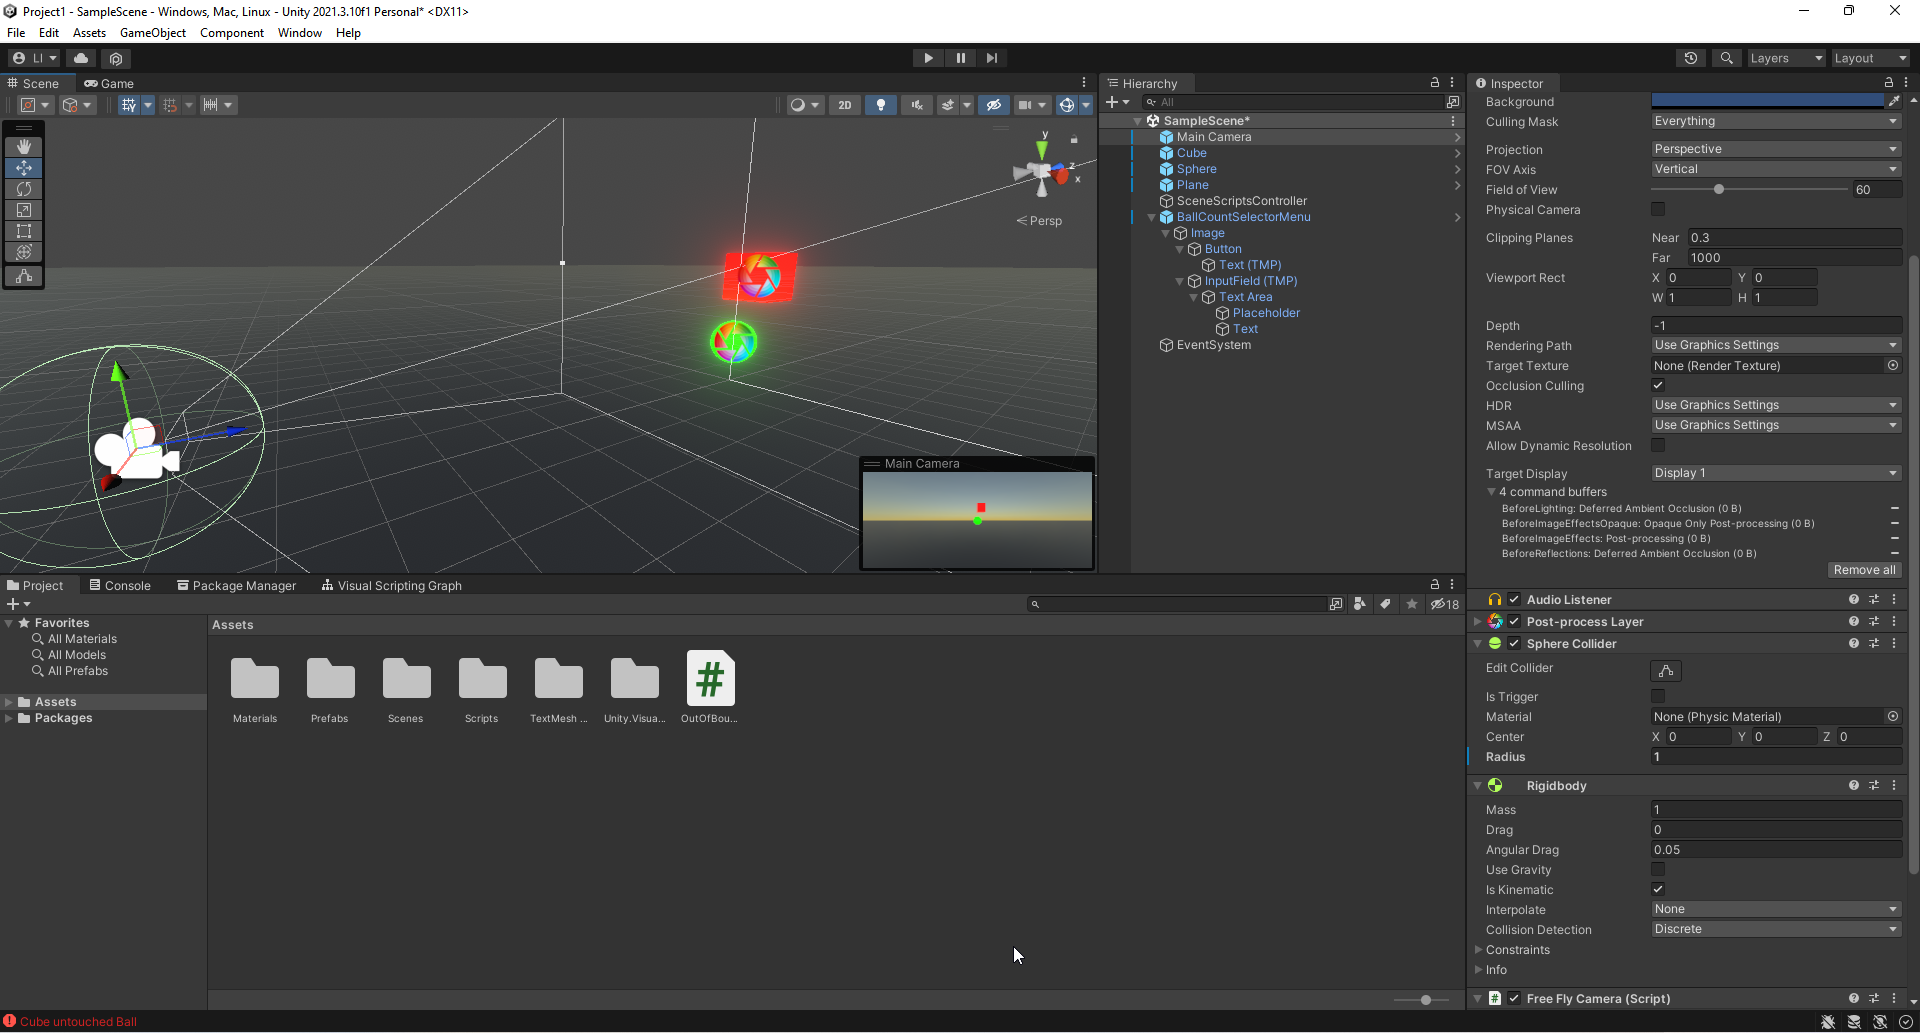 Project1 - SampleScene - Windows, Mac, Linux - Unity 2021.3.10f1 Personal* <DX11>
File Edit Assets GameObject Component Window Help
LI
Layers Layout
Scene Game
2D
y
z
x
Persp
Main Camera
Hierarchy
All
SampleScene*
Main Camera
Cube
Sphere
Plane
SceneScriptsController
BallCountSelectorMenu
Image
Button
Text (TMP)
InputField (TMP)
Text Area
Placeholder
Text
EventSystem
Inspector
Background
Culling Mask Everything
Projection Perspective
FOV Axis Vertical
Field of View 60
Physical Camera
Clipping Planes Near 0.3
Far 1000
Viewport Rect X 0 Y 0
W 1 H 1
Depth -1
Rendering Path Use Graphics Settings
Target Texture None (Render Texture)
Occlusion Culling
HDR Use Graphics Settings
MSAA Use Graphics Settings
Allow Dynamic Resolution
Target Display Display 1
4 command buffers
BeforeLighting: Deferred Ambient Occlusion (0 B)
BeforeImageEffectsOpaque: Opaque Only Post-processing (0 B)
BeforeImageEffects: Post-processing (0 B)
BeforeReflections: Deferred Ambient Occlusion (0 B)
Remove all
Audio Listener
Post-process Layer
Sphere Collider
Edit Collider
Is Trigger
Material None (Physic Material)
Center X 0 Y 0 Z 0
Radius 1
Rigidbody
Mass 1
Drag 0
Angular Drag 0.05
Use Gravity
Is Kinematic
Interpolate None
Collision Detection Discrete
Constraints
Info
# Free Fly Camera (Script)
Project Console Package Manager Visual Scripting Graph
18
Favorites
All Materials
All Models
All Prefabs
Assets
Packages
Assets
#
Materials Prefabs Scenes Scripts TextMesh ... Unity.Visua... OutOfBou...
Cube untouched Ball